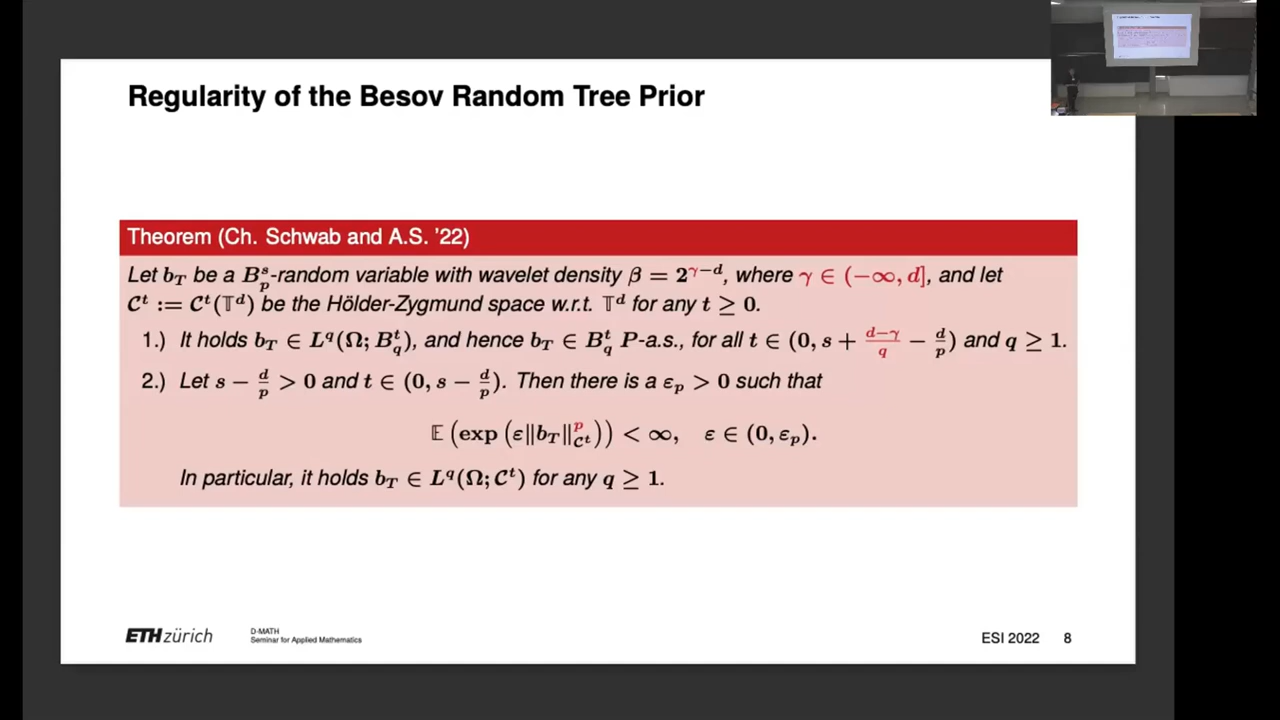 Regularity of the Besov Random Tree Prior
Theorem (Ch. Schwab and A.S. ’22)
Let b_T be a B^s_p-random variable with wavelet density β = 2^{γ−d}, where γ ∈ (−∞, d], and let
𝒞^t := 𝒞^t(𝕋^d) be the Hölder-Zygmund space w.r.t. 𝕋^d for any t ≥ 0.
1.) It holds b_T ∈ L^q(Ω; B^t_q), and hence b_T ∈ B^t_q P-a.s., for all t ∈ (0, s + \frac{d−γ}{q} − \frac{d}{p}) and q ≥ 1.
2.) Let s − \frac{d}{p} > 0 and t ∈ (0, s − \frac{d}{p}). Then there is a ε_p > 0 such that
𝔼 (exp (ε‖b_T‖^p_{𝒞^t})) < ∞, ε ∈ (0, ε_p).
In particular, it holds b_T ∈ L^q(Ω; 𝒞^t) for any q ≥ 1.
ETH zürich
D-MATH
Seminar for Applied Mathematics
ESI 2022 8